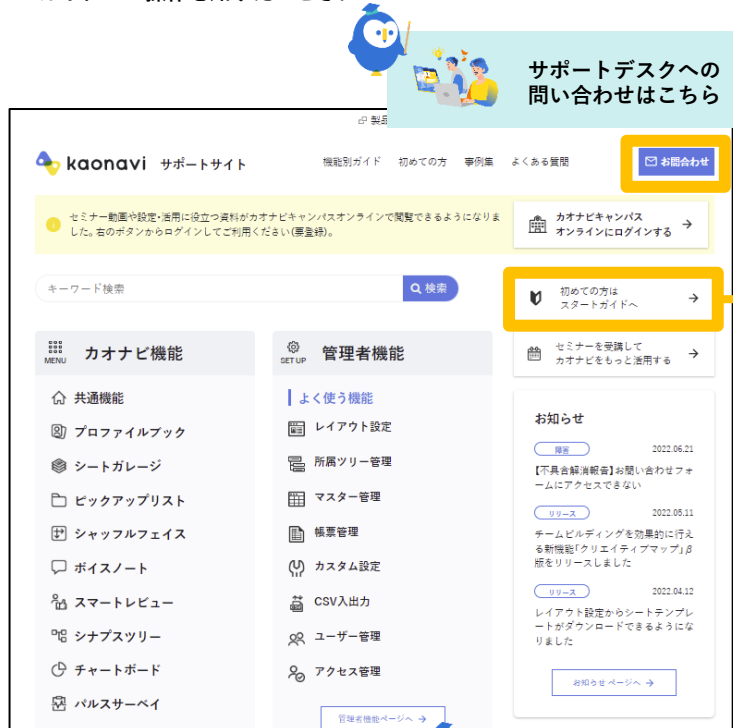 サポートデスクへの
問い合わせはこちら
kaonavi サポートサイト
機能別ガイド 初めての方 事例集 よくある質問
お問合わせ
セミナー動画や設定・活用に役立つ資料がカオナビキャンパスオンラインで閲覧できるようになりま
した。右のボタンからログインしてご利用ください(要登録)。
カオナビキャンパス
オンラインにログインする →
キーワード検索
検索
初めての方は
スタートガイドへ →
MENU カオナビ機能
SET UP 管理者機能
セミナーを受講して
カオナビをもっと活用する →
共通機能
プロファイルブック
シートガレージ
ピックアップリスト
シャッフルフェイス
ボイスノート
スマートレビュー
シナプスツリー
チャートボード
パルスサーベイ
よく使う機能
レイアウト設定
所属ツリー管理
マスター管理
帳票管理
カスタム設定
CSV入出力
ユーザー管理
アクセス管理
管理者機能ページへ →
お知らせ
障害 2022.06.21
【不具合解消報告】お問い合わせフォ
ームにアクセスできない
リリース 2022.05.11
チームビルディングを効果的に行え
る新機能「クリエイティブマップ」β
版をリリースしました
リリース 2022.04.12
レイアウト設定からシートテンプレ
ートがダウンロードできるようにな
りました
お知らせページへ →